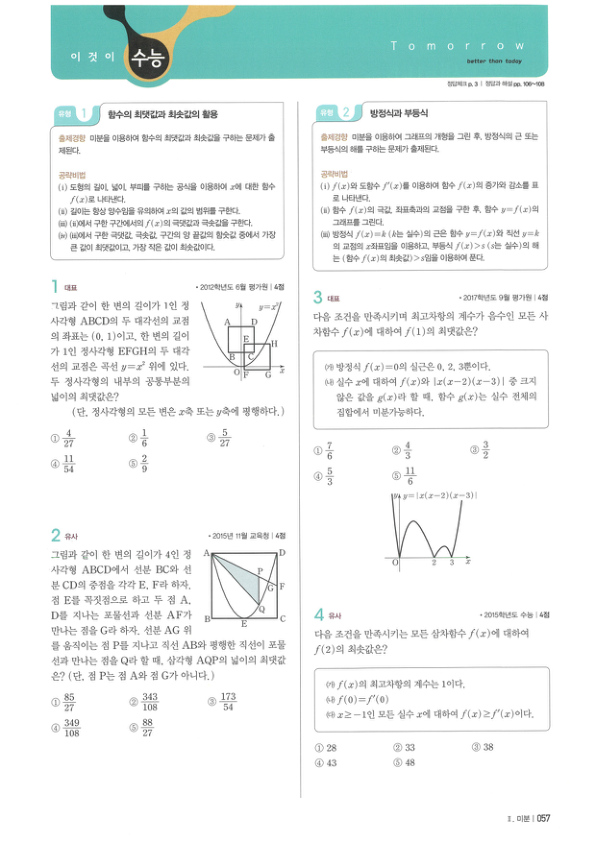 이것이 수능
Tomorrow
better than today
정답체크 p. 3 | 정답과 해설 pp. 106~108
유형 1 함수의 최댓값과 최솟값의 활용
출제경향 미분을 이용하여 함수의 최댓값과 최솟값을 구하는 문제가 출
제된다.
공략비법
(ⅰ) 도형의 길이, 넓이, 부피를 구하는 공식을 이용하여 x에 대한 함수
f(x)로 나타낸다.
(ⅱ) 길이는 항상 양수임을 유의하여 x의 값의 범위를 구한다.
(ⅲ) (ⅱ)에서 구한 구간에서의 f(x)의 극댓값과 극솟값을 구한다.
(ⅳ) (ⅲ)에서 구한 극댓값, 극솟값, 구간의 양 끝값의 함숫값 중에서 가장
큰 값이 최댓값이고, 가장 작은 값이 최솟값이다.
1 대표
• 2012학년도 6월 평가원 | 4점
그림과 같이 한 변의 길이가 1인 정
사각형 ABCD의 두 대각선의 교점
의 좌표는 (0, 1)이고, 한 변의 길이
가 1인 정사각형 EFGH의 두 대각
선의 교점은 곡선 y=x² 위에 있다.
두 정사각형의 내부의 공통부분의
넓이의 최댓값은?
(단, 정사각형의 모든 변은 x축 또는 y축에 평행하다.)
y y=x²
A D
E H
B C
O F G x
① 4/27 ② 1/6 ③ 5/27
④ 11/54 ⑤ 2/9
2 유사
• 2015년 11월 교육청 | 4점
그림과 같이 한 변의 길이가 4인 정
사각형 ABCD에서 선분 BC와 선
분 CD의 중점을 각각 E, F라 하자.
점 E를 꼭짓점으로 하고 두 점 A,
D를 지나는 포물선과 선분 AF가
만나는 점을 G라 하자. 선분 AG 위
를 움직이는 점 P를 지나고 직선 AB와 평행한 직선이 포물
선과 만나는 점을 Q라 할 때, 삼각형 AQP의 넓이의 최댓값
은? (단, 점 P는 점 A와 점 G가 아니다.)
A D
P
G F
Q
B E C
① 85/27 ② 343/108 ③ 173/54
④ 349/108 ⑤ 88/27
유형 2 방정식과 부등식
출제경향 미분을 이용하여 그래프의 개형을 그린 후, 방정식의 근 또는
부등식의 해를 구하는 문제가 출제된다.
공략비법
(ⅰ) f(x)와 도함수 f′(x)를 이용하여 함수 f(x)의 증가와 감소를 표
로 나타낸다.
(ⅱ) 함수 f(x)의 극값, 좌표축과의 교점을 구한 후, 함수 y=f(x)의
그래프를 그린다.
(ⅲ) 방정식 f(x)=k (k는 실수)의 근은 함수 y=f(x)와 직선 y=k
의 교점의 x좌표임을 이용하고, 부등식 f(x)>s (s는 실수)의 해
는 (함수 f(x)의 최솟값)>s임을 이용하여 푼다.
3 대표
• 2017학년도 9월 평가원 | 4점
다음 조건을 만족시키며 최고차항의 계수가 음수인 모든 사
차함수 f(x)에 대하여 f(1)의 최댓값은?
㈎ 방정식 f(x)=0의 실근은 0, 2, 3뿐이다.
㈏ 실수 x에 대하여 f(x)와 |x(x-2)(x-3)| 중 크지
않은 값을 g(x)라 할 때, 함수 g(x)는 실수 전체의
집합에서 미분가능하다.
① 7/6 ② 4/3 ③ 3/2
④ 5/3 ⑤ 11/6
y y=|x(x-2)(x-3)|
O 2 3 x
4 유사
• 2015학년도 수능 | 4점
다음 조건을 만족시키는 모든 삼차함수 f(x)에 대하여
f(2)의 최솟값은?
㈎ f(x)의 최고차항의 계수는 1이다.
㈏ f(0)=f′(0)
㈐ x≥-1인 모든 실수 x에 대하여 f(x)≥f′(x)이다.
① 28 ② 33 ③ 38
④ 43 ⑤ 48
Ⅱ. 미분 | 057